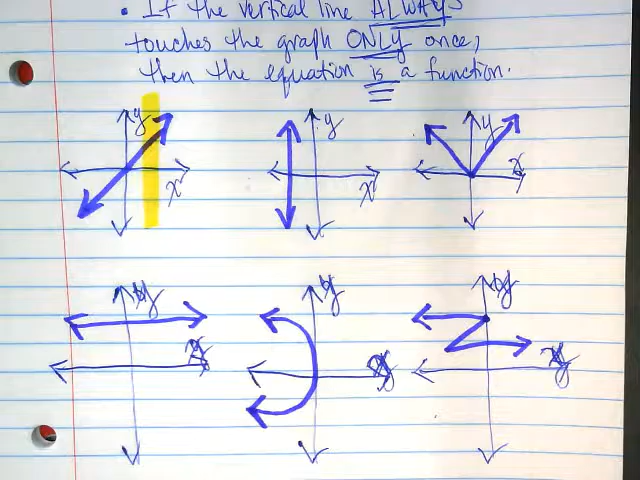 • If the vertical line ALWAYS
touches the graph ONLY once,
then the equation is a function.
y
x
y
x
y
x
y
y
y